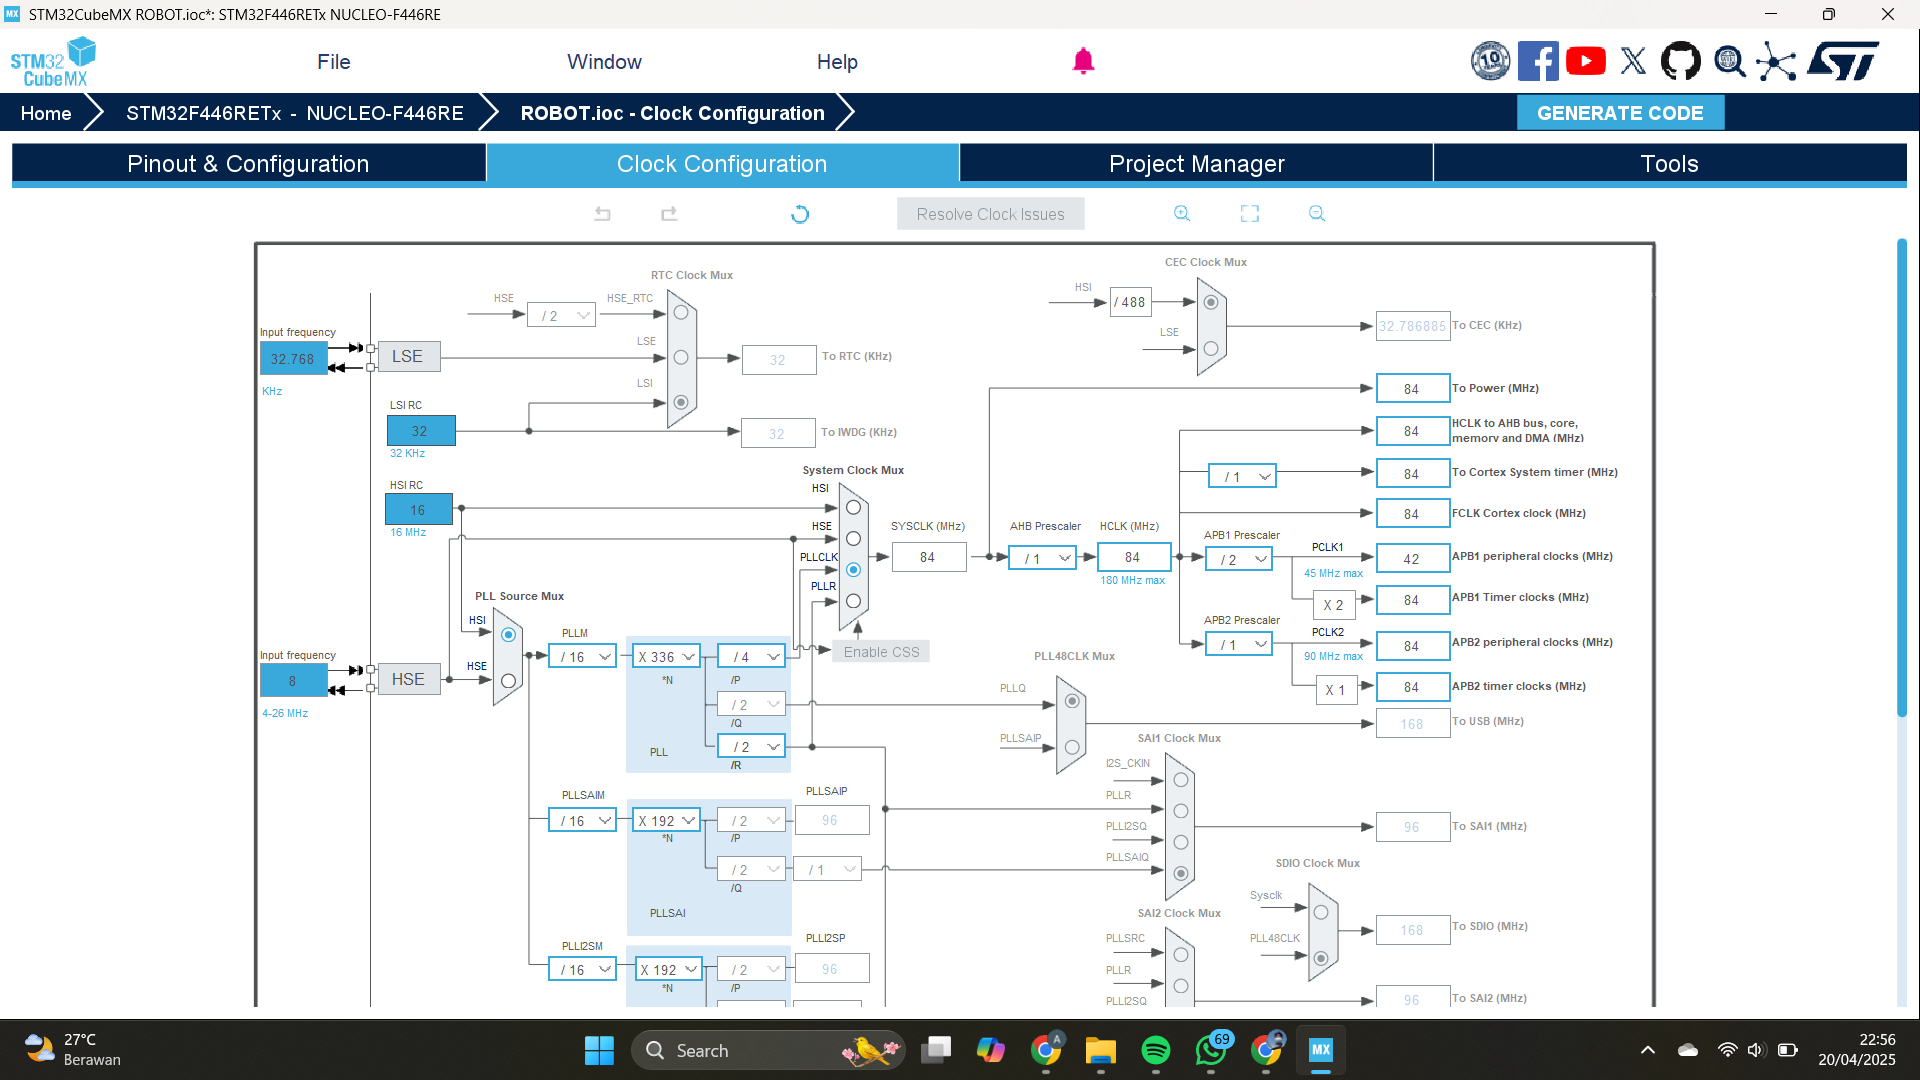 STM32CubeMX ROBOT.ioc*: STM32F446RETx NUCLEO-F446RE
STM32
CubeMX
File
Window
Help
10
Home
STM32F446RETx - NUCLEO-F446RE
ROBOT.ioc - Clock Configuration
GENERATE CODE
Pinout & Configuration
Clock Configuration
Project Manager
Tools
Resolve Clock Issues
RTC Clock Mux
HSE
/ 2
HSE_RTC
LSE
LSI
32
To RTC (KHz)
32
To IWDG (KHz)
CEC Clock Mux
HSI
/ 488
LSE
32.786885
To CEC (KHz)
Input frequency
32.768
KHz
LSE
LSI RC
32
32 KHz
HSI RC
16
16 MHz
System Clock Mux
HSI
HSE
PLLCLK
PLLR
SYSCLK (MHz)
84
AHB Prescaler
/ 1
HCLK (MHz)
84
180 MHz max
84
To Power (MHz)
84
HCLK to AHB bus, core,
memory and DMA (MHz)
/ 1
84
To Cortex System timer (MHz)
84
FCLK Cortex clock (MHz)
APB1 Prescaler
/ 2
PCLK1
45 MHz max
42
APB1 peripheral clocks (MHz)
X 2
84
APB1 Timer clocks (MHz)
APB2 Prescaler
/ 1
PCLK2
90 MHz max
84
APB2 peripheral clocks (MHz)
X 1
84
APB2 timer clocks (MHz)
PLL Source Mux
HSI
HSE
Input frequency
8
4-26 MHz
HSE
PLLM
/ 16
X 336
*N
/ 4
/P
/ 2
/Q
/ 2
/R
PLL
Enable CSS
PLL48CLK Mux
PLLQ
PLLSAIP
168
To USB (MHz)
PLLSAIM
/ 16
X 192
*N
/ 2
/P
/ 2
/Q
PLLSAI
PLLSAIP
96
/ 1
SAI1 Clock Mux
I2S_CKIN
PLLR
PLLI2SQ
PLLSAIQ
96
To SAI1 (MHz)
SDIO Clock Mux
Sysclk
PLL48CLK
168
To SDIO (MHz)
SAI2 Clock Mux
PLLSRC
PLLR
PLLI2SQ
96
To SAI2 (MHz)
PLLI2SM
/ 16
X 192
*N
/ 2
/P
PLLI2SP
96
27°C
Berawan
Search
A
69
MX
22:56
20/04/2025